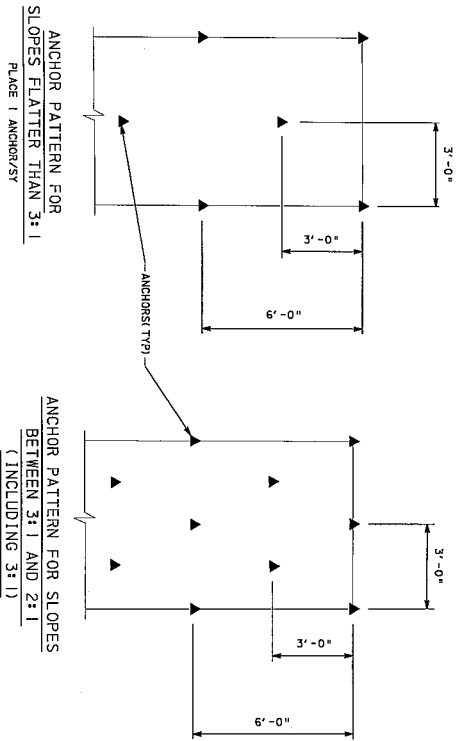 3'-0"
3'-0"
6'-0"
ANCHORS(TYP)
ANCHOR PATTERN FOR
SLOPES FLATTER THAN 3:1
PLACE 1 ANCHOR/SY
3'-0"
3'-0"
6'-0"
ANCHOR PATTERN FOR SLOPES
BETWEEN 3:1 AND 2:1
(INCLUDING 3:1)